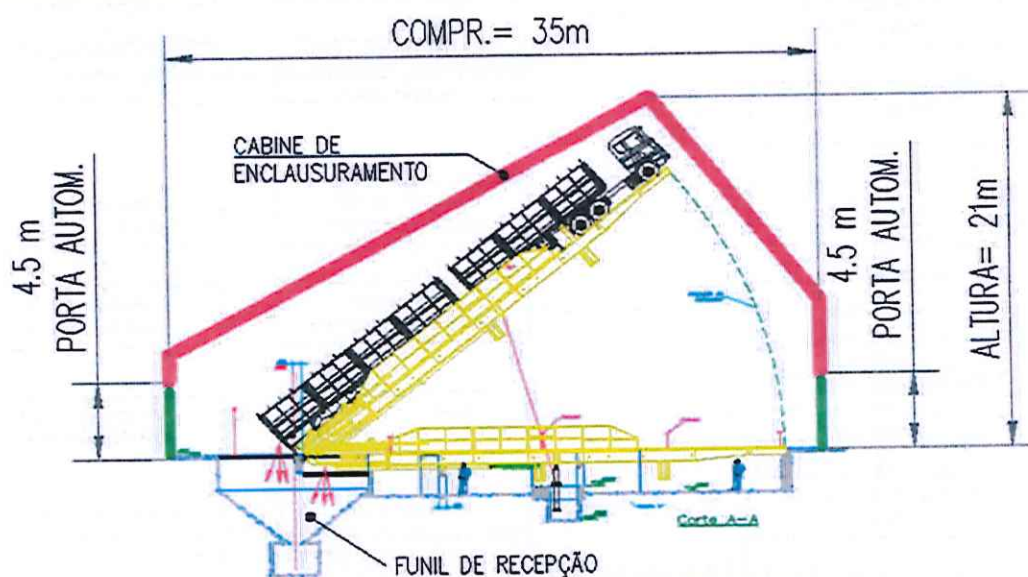 COMPR.= 35m
CABINE DE
ENCLAUSURAMENTO
4.5 m
PORTA AUTOM.
4.5 m
PORTA AUTOM.
ALTURA= 21m
Corte A-A
FUNIL DE RECEPÇÃO